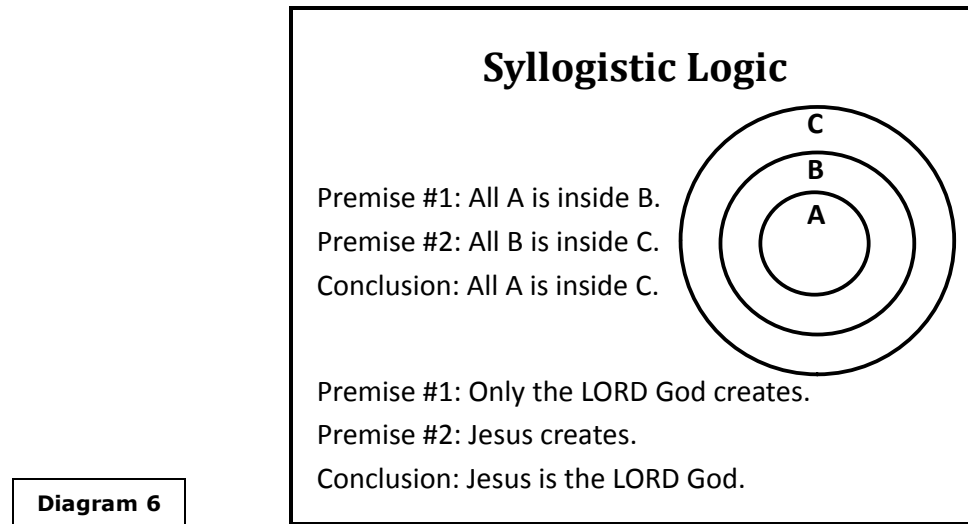 Syllogistic Logic
C
B
A
Premise #1: All A is inside B.
Premise #2: All B is inside C.
Conclusion: All A is inside C.
Premise #1: Only the LORD God creates.
Premise #2: Jesus creates.
Conclusion: Jesus is the LORD God.
Diagram 6